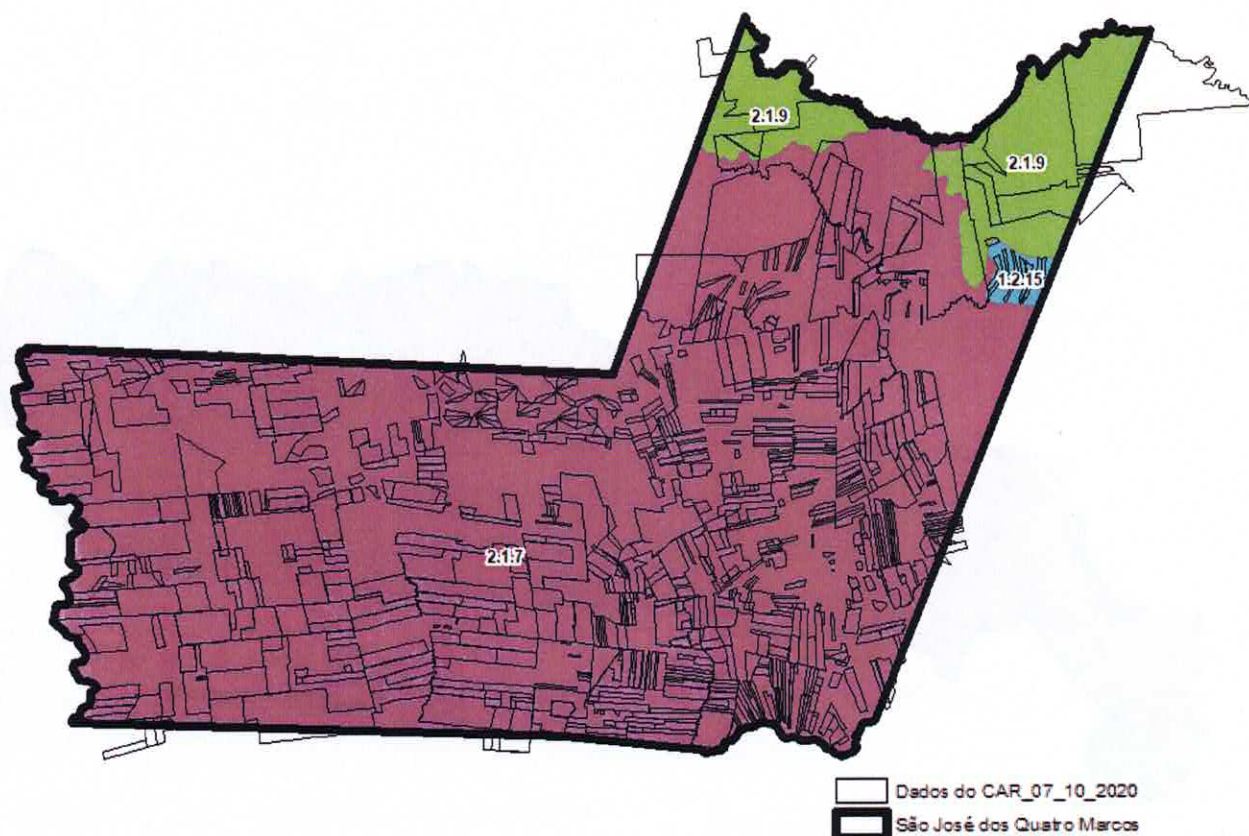 2.1.9
2.1.9
1.2.15
2.1.7
Dados do CAR_07_10_2020
São José dos Quatro Marcos